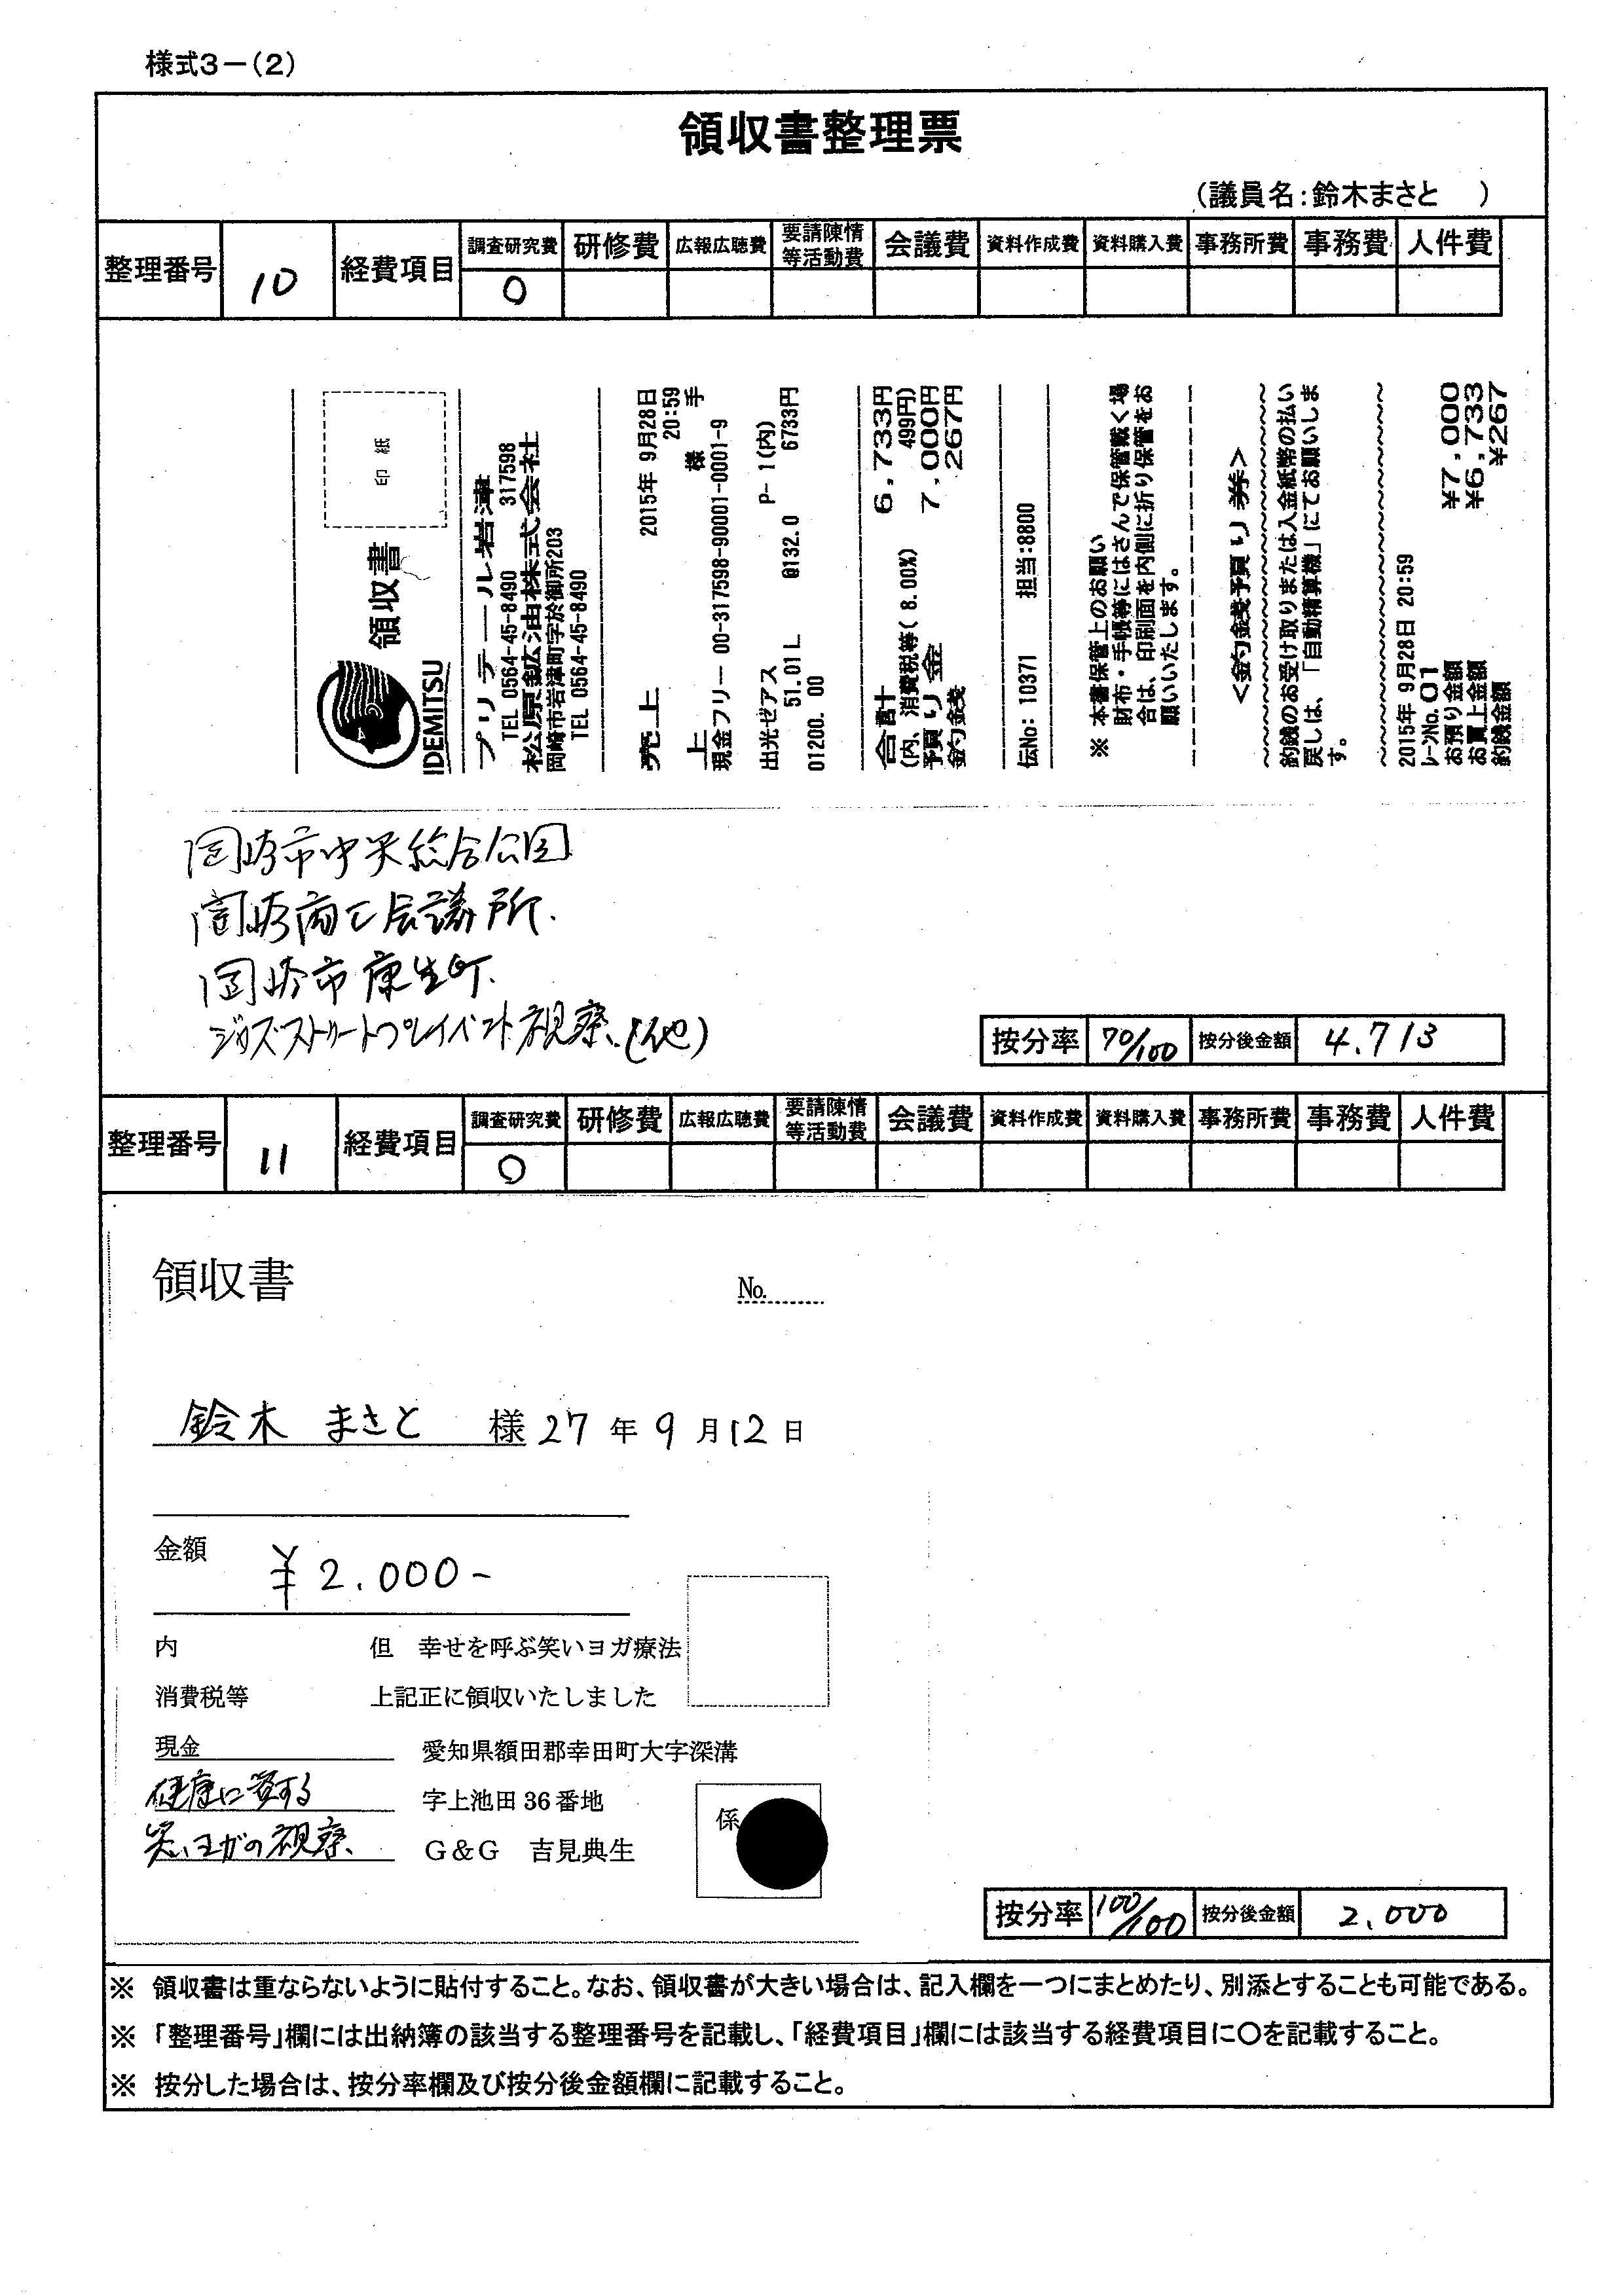 様式3－(2)
領収書整理票
(議員名:鈴木まさと　)
整理番号 10 経費項目 調査研究費 研修費 広報広聴費 要請陳情等活動費 会議費 資料作成費 資料購入費 事務所費 事務費 人件費
○
IDEMITSU
領収書
印紙
プリテール岩津
TEL 0564-45-8490 317598
松原鉱油株式会社
岡崎市岩津町字於御所203
TEL 0564-45-8490
売上 2015年 9月28日
20:59
上 様 手
現金フリー 00-317598-90001-0001-9
出光ゼアス P- 1(内)
51.01L @132.0 6733円
01200. 00
合計 6,733円
(内、消費税等( 8.00%) 499円)
預り金 7,000円
釣銭 267円
伝No: 10371 担当:8800
※ 本書保管上のお願い
財布・手帳等にはさんで保管戴く場
合は、印刷面を内側に折り保管をお
願いいたします。
<釣銭預り券>
釣銭のお受け取りまたは入金紙幣の払い
戻しは、「自動精算機」にてお願いしま
す。
2015年 9月28日 20:59
レーンNo.01
お預り金額 ¥7,000
お買上金額 ¥6,733
釣銭金額 ¥267
岡崎市中央総合公園
岡崎商工会議所.
岡崎市康生町.
ジャズストリートプレイベント視察.(他)
按分率 70/100 按分後金額 4.713
整理番号 11 経費項目 調査研究費 研修費 広報広聴費 要請陳情等活動費 会議費 資料作成費 資料購入費 事務所費 事務費 人件費
○
領収書 No.
鈴木 まさと 様 27年 9月12日
金額 ¥2.000-
内 但 幸せを呼ぶ笑いヨガ療法
消費税等 上記正に領収いたしました
現金 愛知県額田郡幸田町大字深溝
健康に資する 字上池田36番地
笑いヨガの視察、 G&G 吉見典生
係
按分率 100/100 按分後金額 2.000
※ 領収書は重ならないように貼付すること。なお、領収書が大きい場合は、記入欄を一つにまとめたり、別添とすることも可能である。
※ 「整理番号」欄には出納簿の該当する整理番号を記載し、「経費項目」欄には該当する経費項目に○を記載すること。
※ 按分した場合は、按分率欄及び按分後金額欄に記載すること。